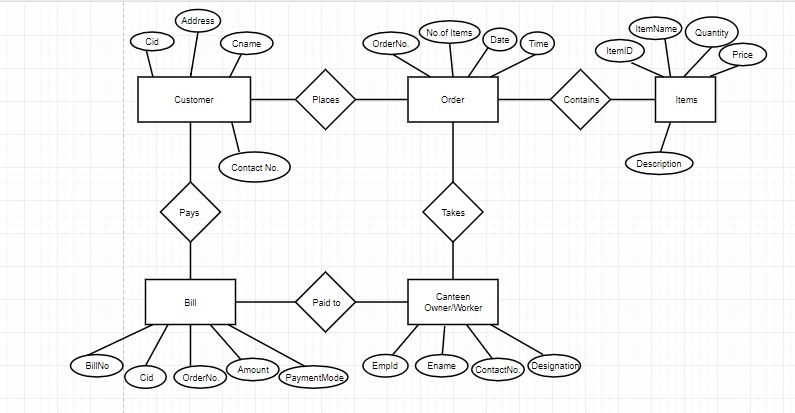 Address
Cid
Cname
OrderNo.
No.of Items
Date
Time
ItemName
Quantity
ItemID
Price
Customer
Places
Order
Contains
Items
Contact No.
Description
Pays
Takes
Bill
Paid to
Canteen
Owner/Worker
BillNo
Cid
OrderNo.
Amount
PaymentMode
EmpId
Ename
ContactNo.
Designation